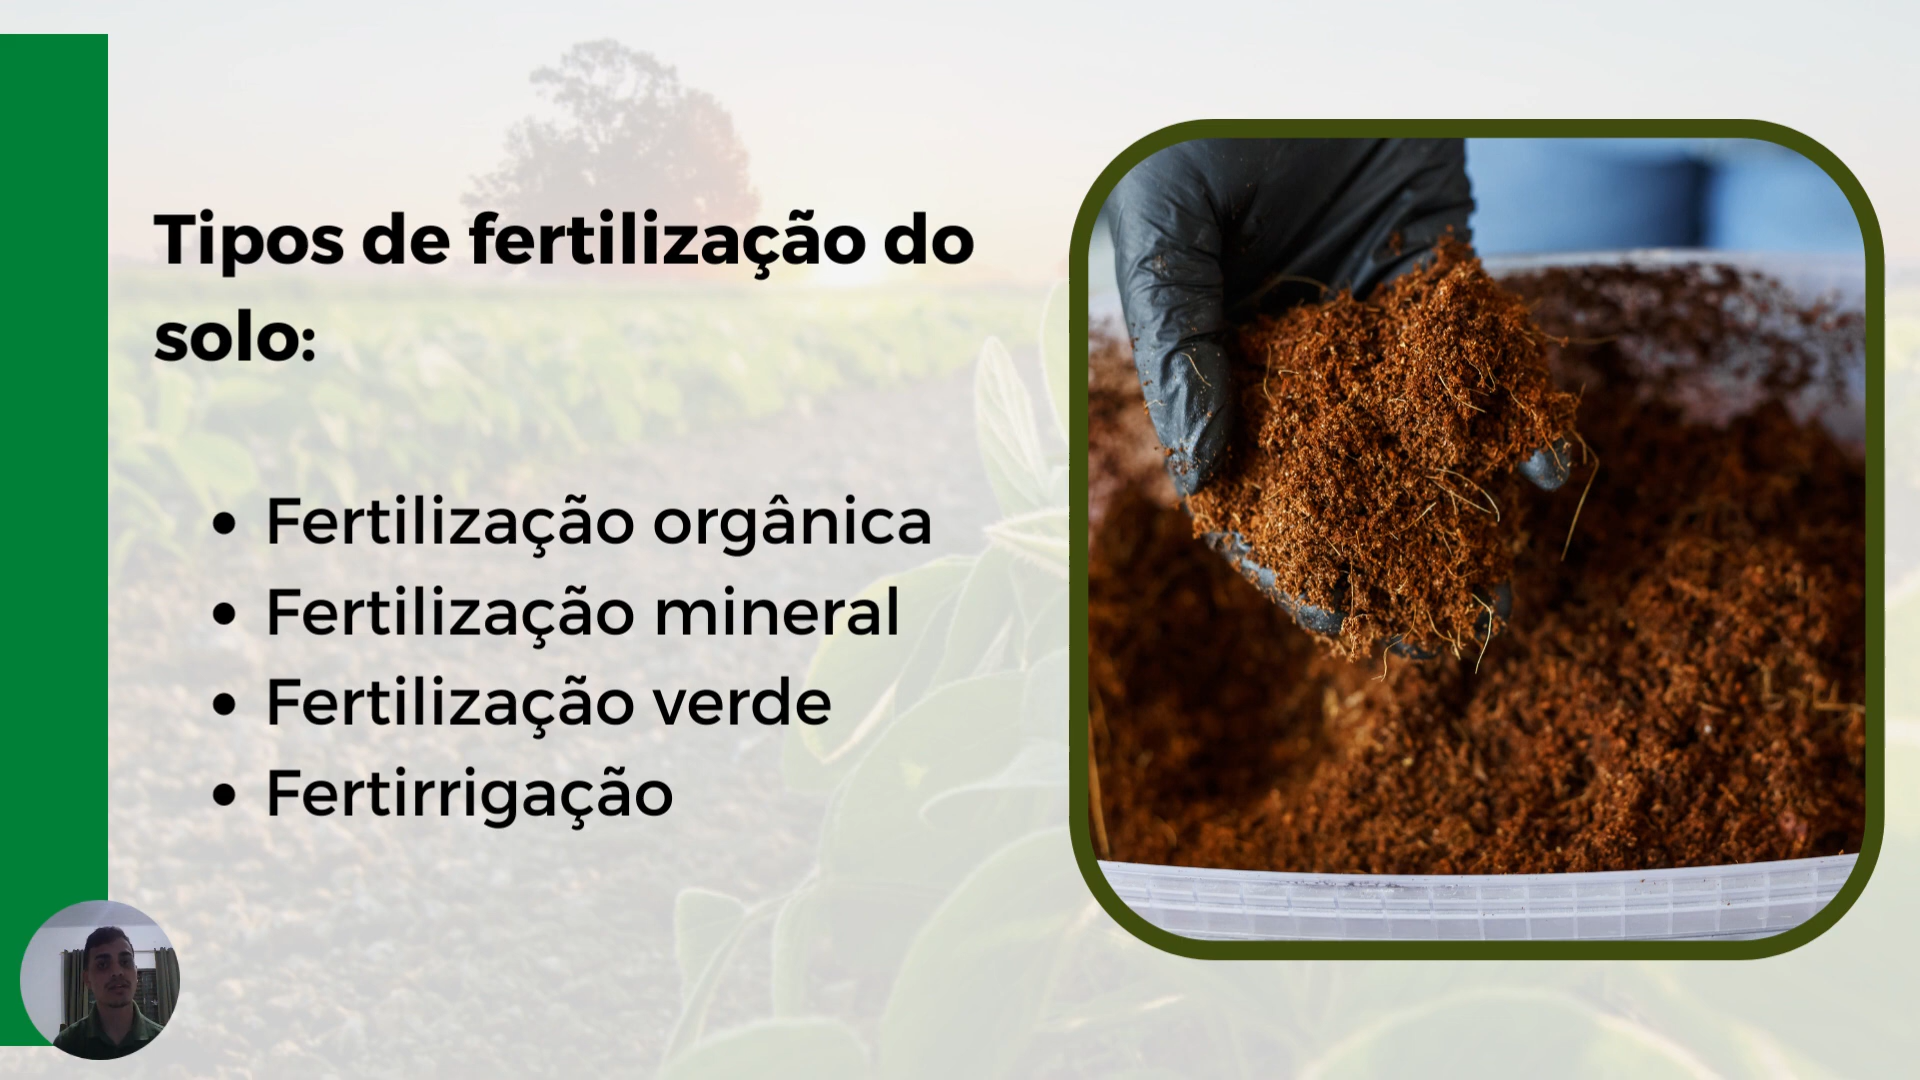 Tipos de fertilização do
solo:
• Fertilização orgânica
• Fertilização mineral
• Fertilização verde
• Fertirrigação